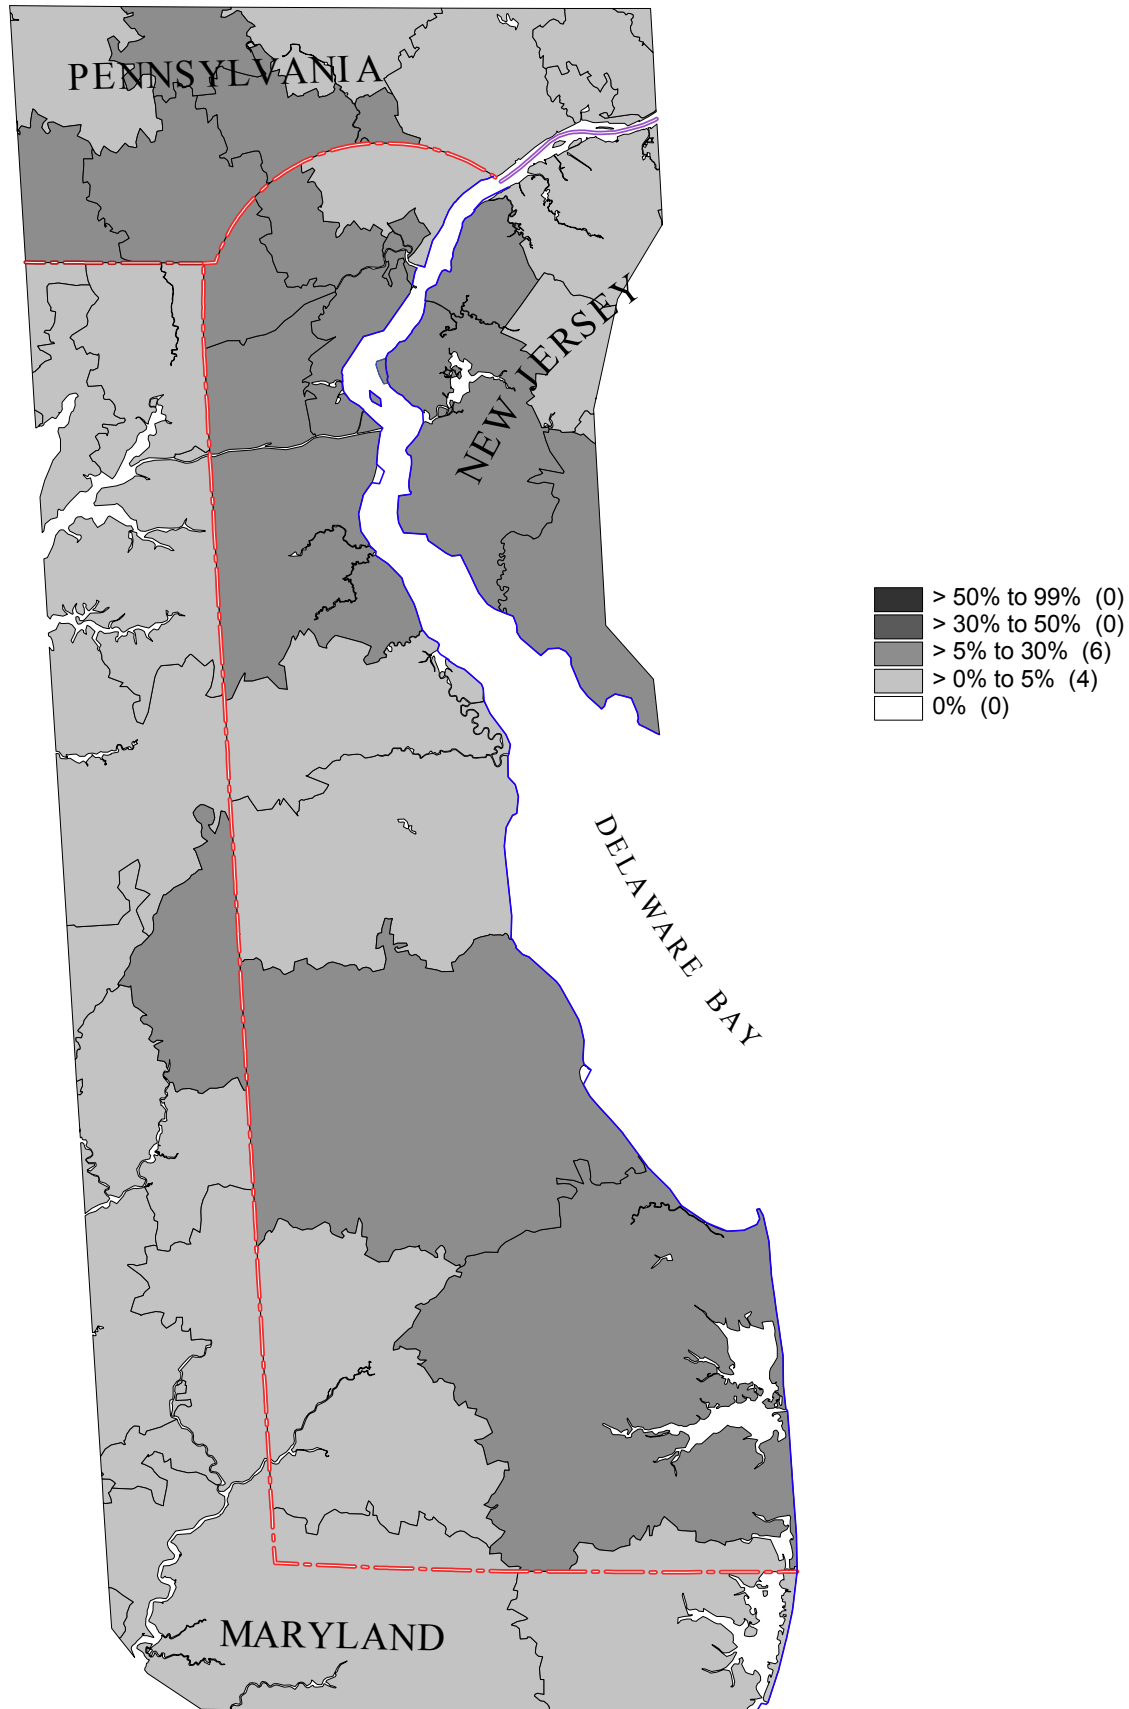 PENNSYLVANIA
NEW JERSEY
> 50% to 99% (0)
> 30% to 50% (0)
> 5% to 30% (6)
> 0% to 5% (4)
0% (0)
DELAWARE BAY
MARYLAND